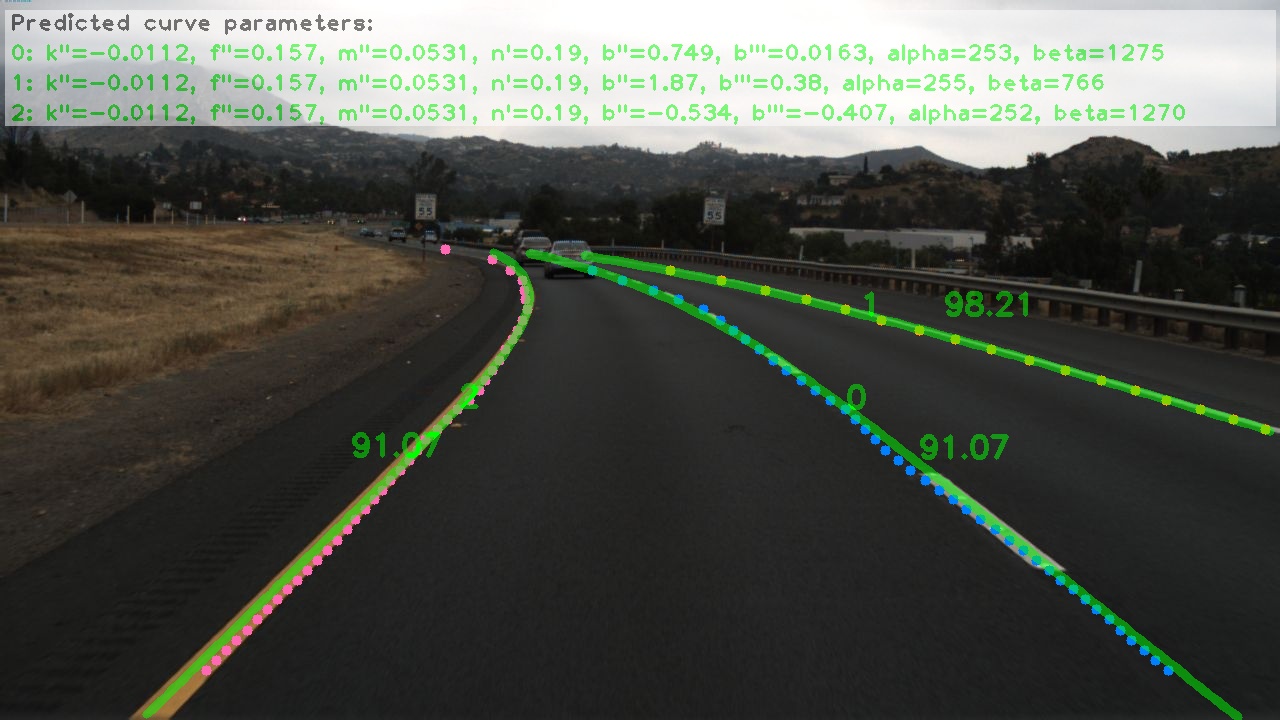 Predicted curve parameters:
0: k''=-0.0112, f''=0.157, m''=0.0531, n'=0.19, b''=0.749, b'''=0.0163, alpha=253, beta=1275
1: k''=-0.0112, f''=0.157, m''=0.0531, n'=0.19, b''=1.87, b'''=0.38, alpha=255, beta=766
2: k''=-0.0112, f''=0.157, m''=0.0531, n'=0.19, b''=-0.534, b'''=-0.407, alpha=252, beta=1270
55
55
1 98.21
2
0
91.07
91.07